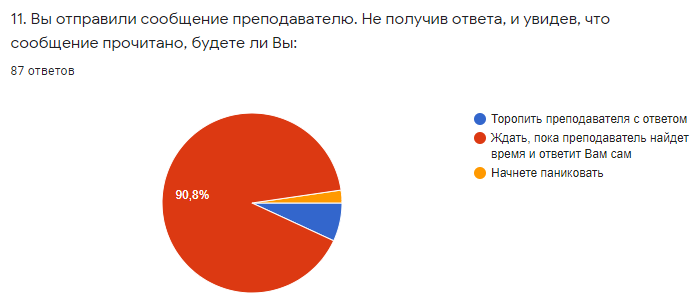 11. Вы отправили сообщение преподавателю. Не получив ответа, и увидев, что
сообщение прочитано, будете ли Вы:
87 ответов
Торопить преподавателя с ответом
Ждать, пока преподаватель найдет
время и ответит Вам сам
Начнете паниковать
90,8%